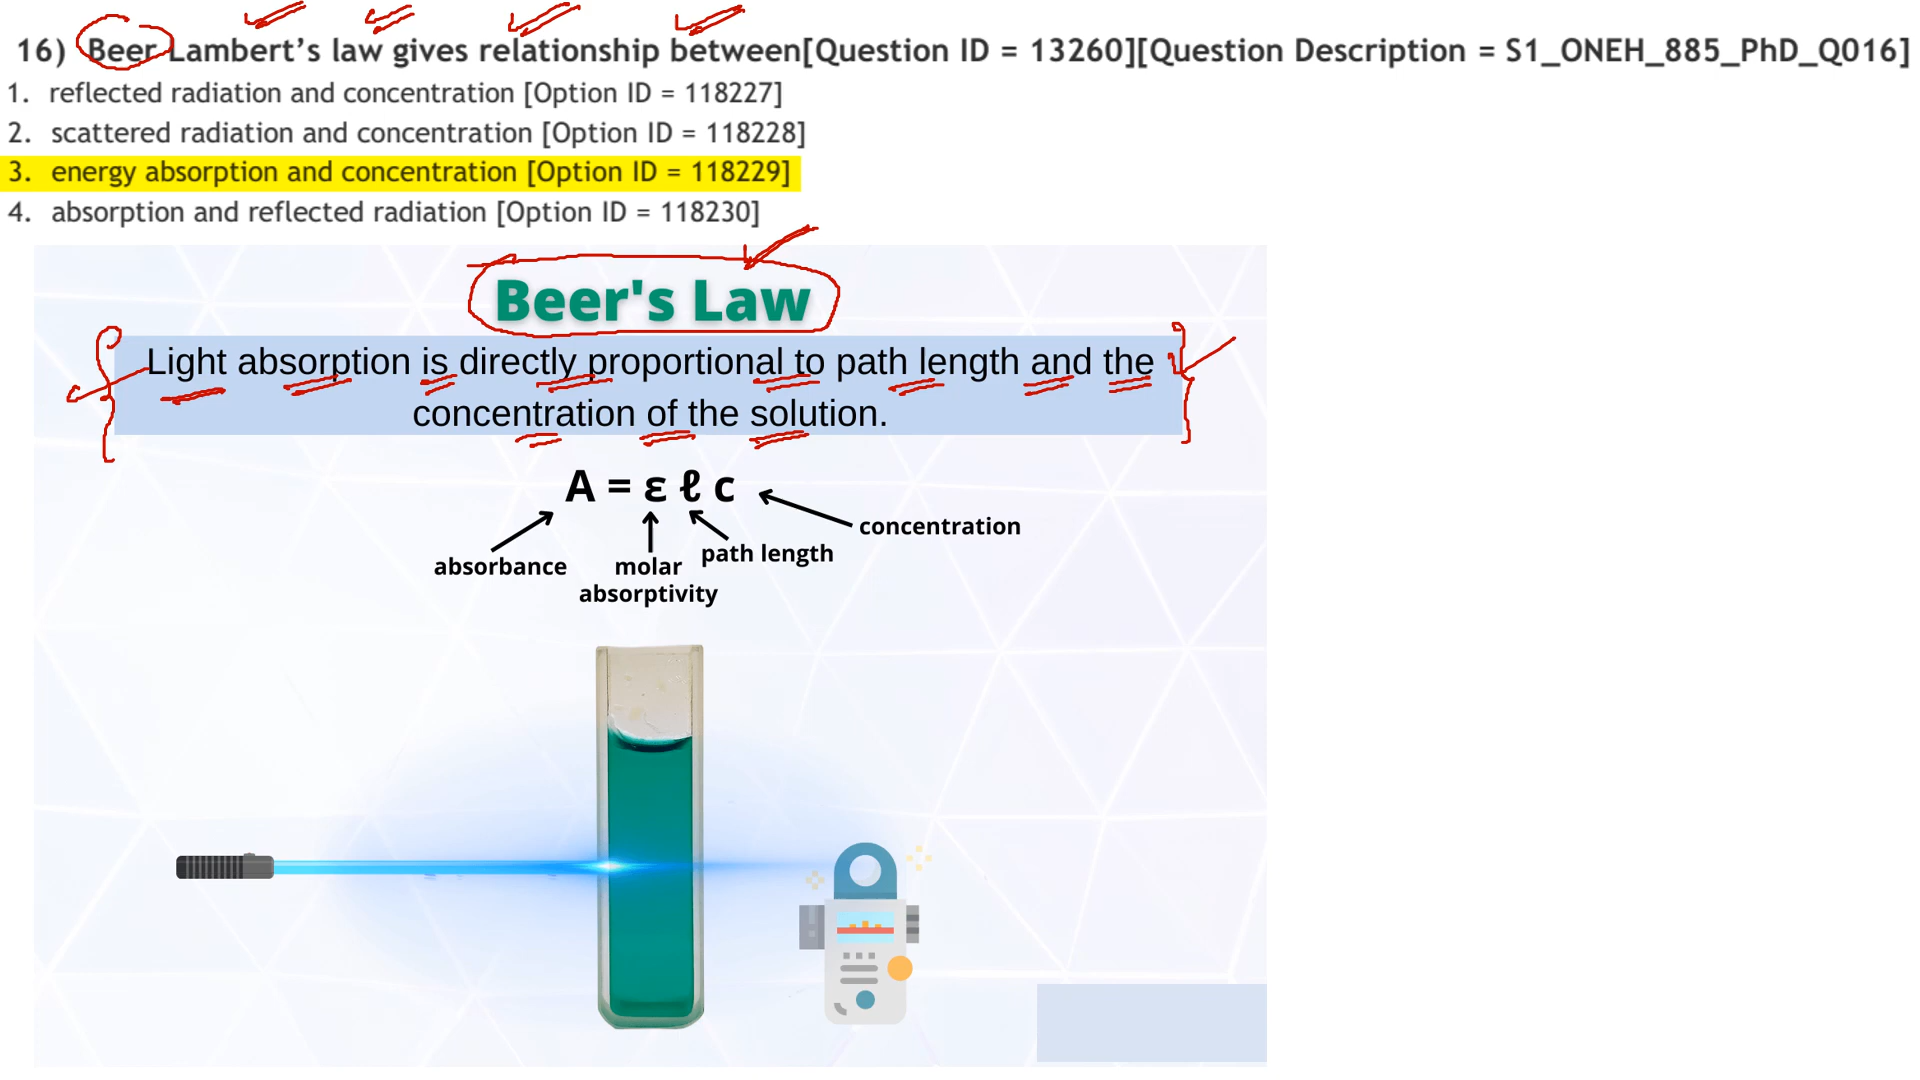 16) Beer Lambert's law gives relationship between[Question ID = 13260][Question Description = S1_ONEH_885_PhD_Q016]
1. reflected radiation and concentration [Option ID = 118227]
2. scattered radiation and concentration [Option ID = 118228]
3. energy absorption and concentration [Option ID = 118229]
4. absorption and reflected radiation [Option ID = 118230]
Beer's Law
Light absorption is directly proportional to path length and the
concentration of the solution.
A = ε ℓ c
concentration
path length
absorbance
molar
absorptivity